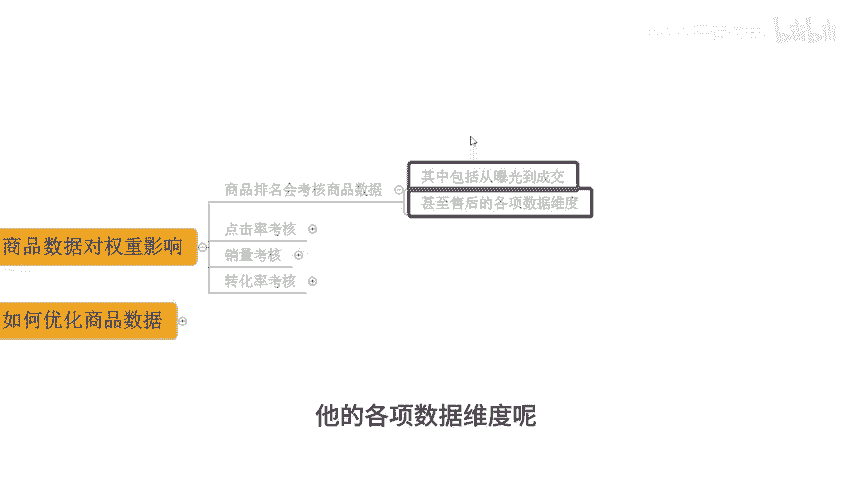 bilibili
商品排名会考核商品数据
其中包括从曝光到成交
甚至售后的各项数据维度
点击率考核
商品数据对权重影响
销量考核
转化率考核
如何优化商品数据
他的各项数据维度呢